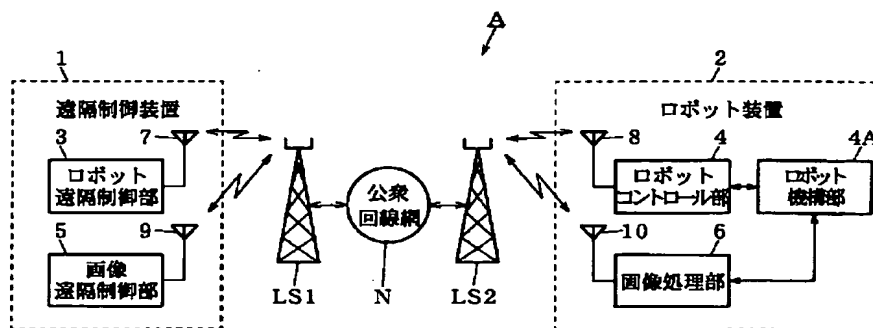 A
1
2
遠隔制御装置
ロボット装置
3
7
8
4
4A
ロボット
遠隔制御部
公衆
回線網
ロボット
コントロール部
ロボット
機構部
5
9
10
6
画像
遠隔制御部
画像処理部
LS1
N
LS2